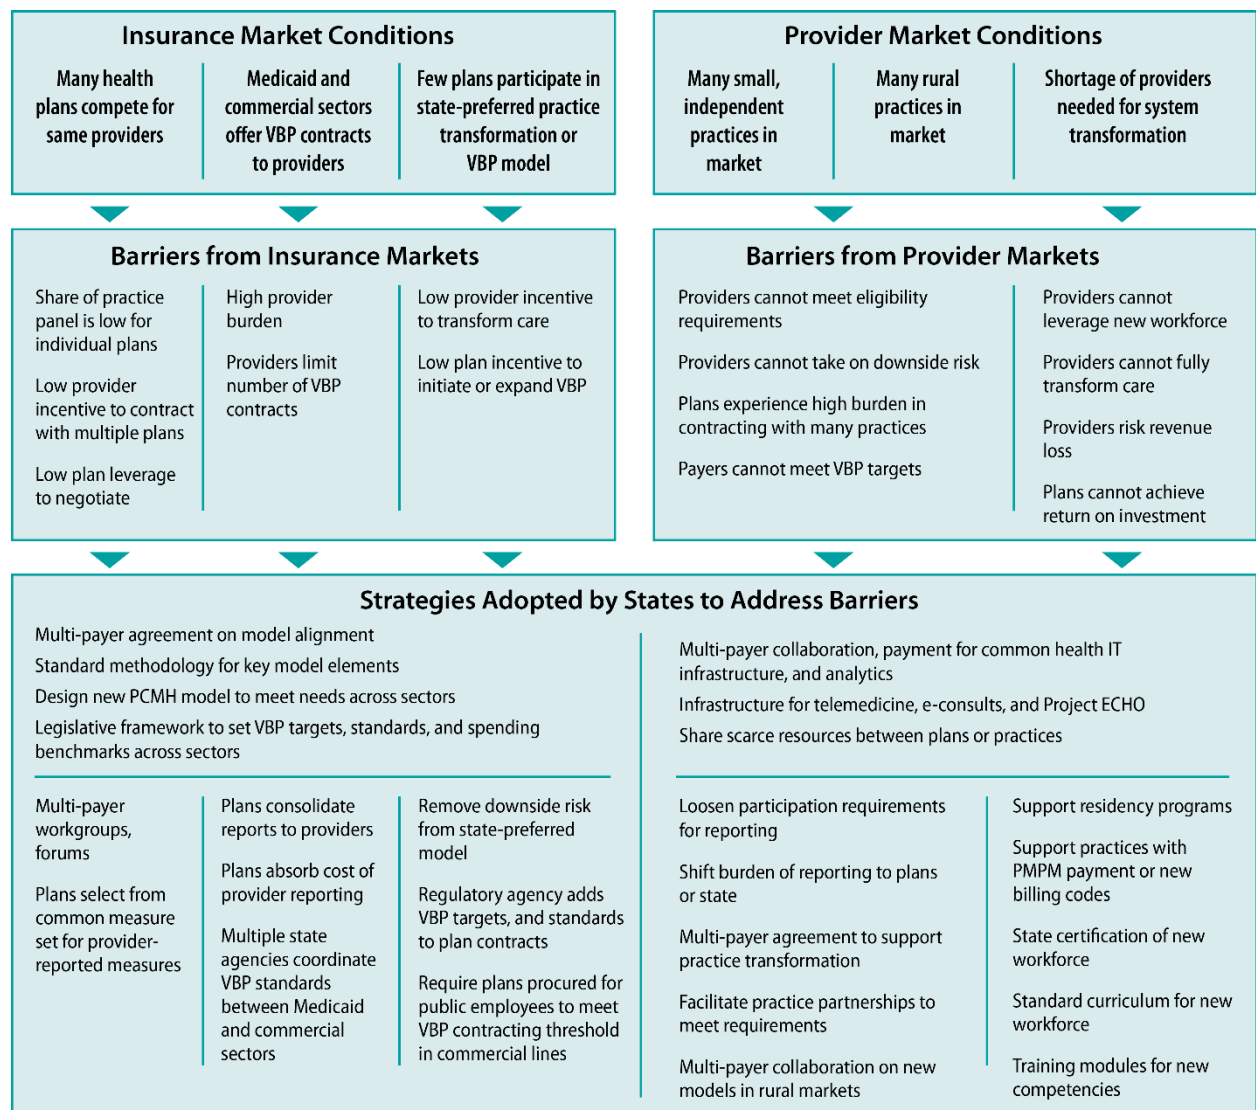 Insurance Market Conditions
Many health
plans compete for
same providers
Medicaid and
commercial sectors
offer VBP contracts
to providers
Few plans participate in
state-preferred practice
transformation or
VBP model
Provider Market Conditions
Many small,
independent
practices in
market
Many rural
practices in
market
Shortage of providers
needed for system
transformation
Barriers from Insurance Markets
Share of practice
panel is low for
individual plans
Low provider
incentive to contract
with multiple plans
Low plan leverage
to negotiate
High provider
burden
Providers limit
number of VBP
contracts
Low provider incentive
to transform care
Low plan incentive to
initiate or expand VBP
Barriers from Provider Markets
Providers cannot meet eligibility
requirements
Providers cannot take on downside risk
Plans experience high burden in
contracting with many practices
Payers cannot meet VBP targets
Providers cannot
leverage new workforce
Providers cannot fully
transform care
Providers risk revenue
loss
Plans cannot achieve
return on investment
Strategies Adopted by States to Address Barriers
Multi-payer agreement on model alignment
Standard methodology for key model elements
Design new PCMH model to meet needs across sectors
Legislative framework to set VBP targets, standards, and spending
benchmarks across sectors
Multi-payer collaboration, payment for common health IT
infrastructure, and analytics
Infrastructure for telemedicine, e-consults, and Project ECHO
Share scarce resources between plans or practices
Multi-payer
workgroups,
forums
Plans select from
common measure
set for provider-
reported measures
Plans consolidate
reports to providers
Plans absorb cost of
provider reporting
Multiple state
agencies coordinate
VBP standards
between Medicaid
and commercial
sectors
Remove downside risk
from state-preferred
model
Regulatory agency adds
VBP targets, and standards
to plan contracts
Require plans procured for
public employees to meet
VBP contracting threshold
in commercial lines
Loosen participation requirements
for reporting
Shift burden of reporting to plans
or state
Multi-payer agreement to support
practice transformation
Facilitate practice partnerships to
meet requirements
Multi-payer collaboration on new
models in rural markets
Support residency programs
Support practices with
PMPM payment or new
billing codes
State certification of new
workforce
Standard curriculum for new
workforce
Training modules for new
competencies